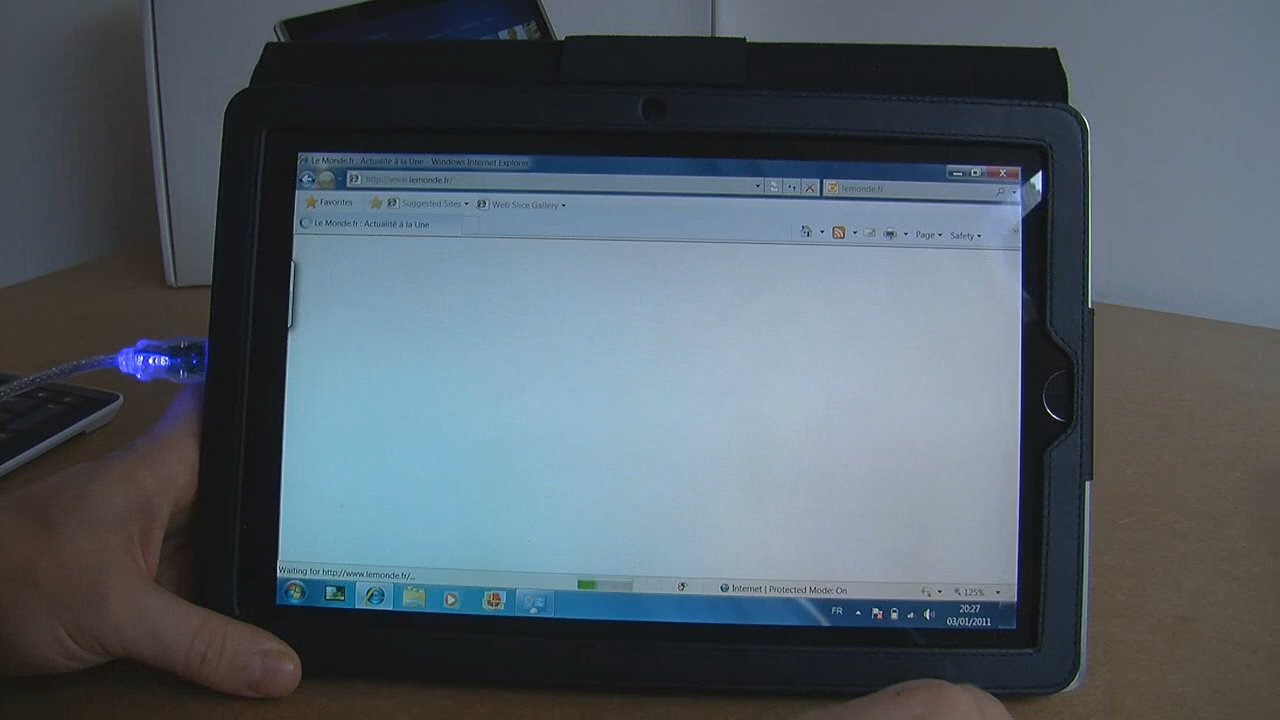 Le Monde.fr : Actualité à la Une - Windows Internet Explorer
http://www.lemonde.fr/
lemonde.fr
Favorites Suggested Sites Web Slice Gallery
Le Monde.fr : Actualité à la Une
Page Safety
Waiting for http://www.lemonde.fr/...
Internet | Protected Mode: On
125%
FR
20:27
03/01/2011